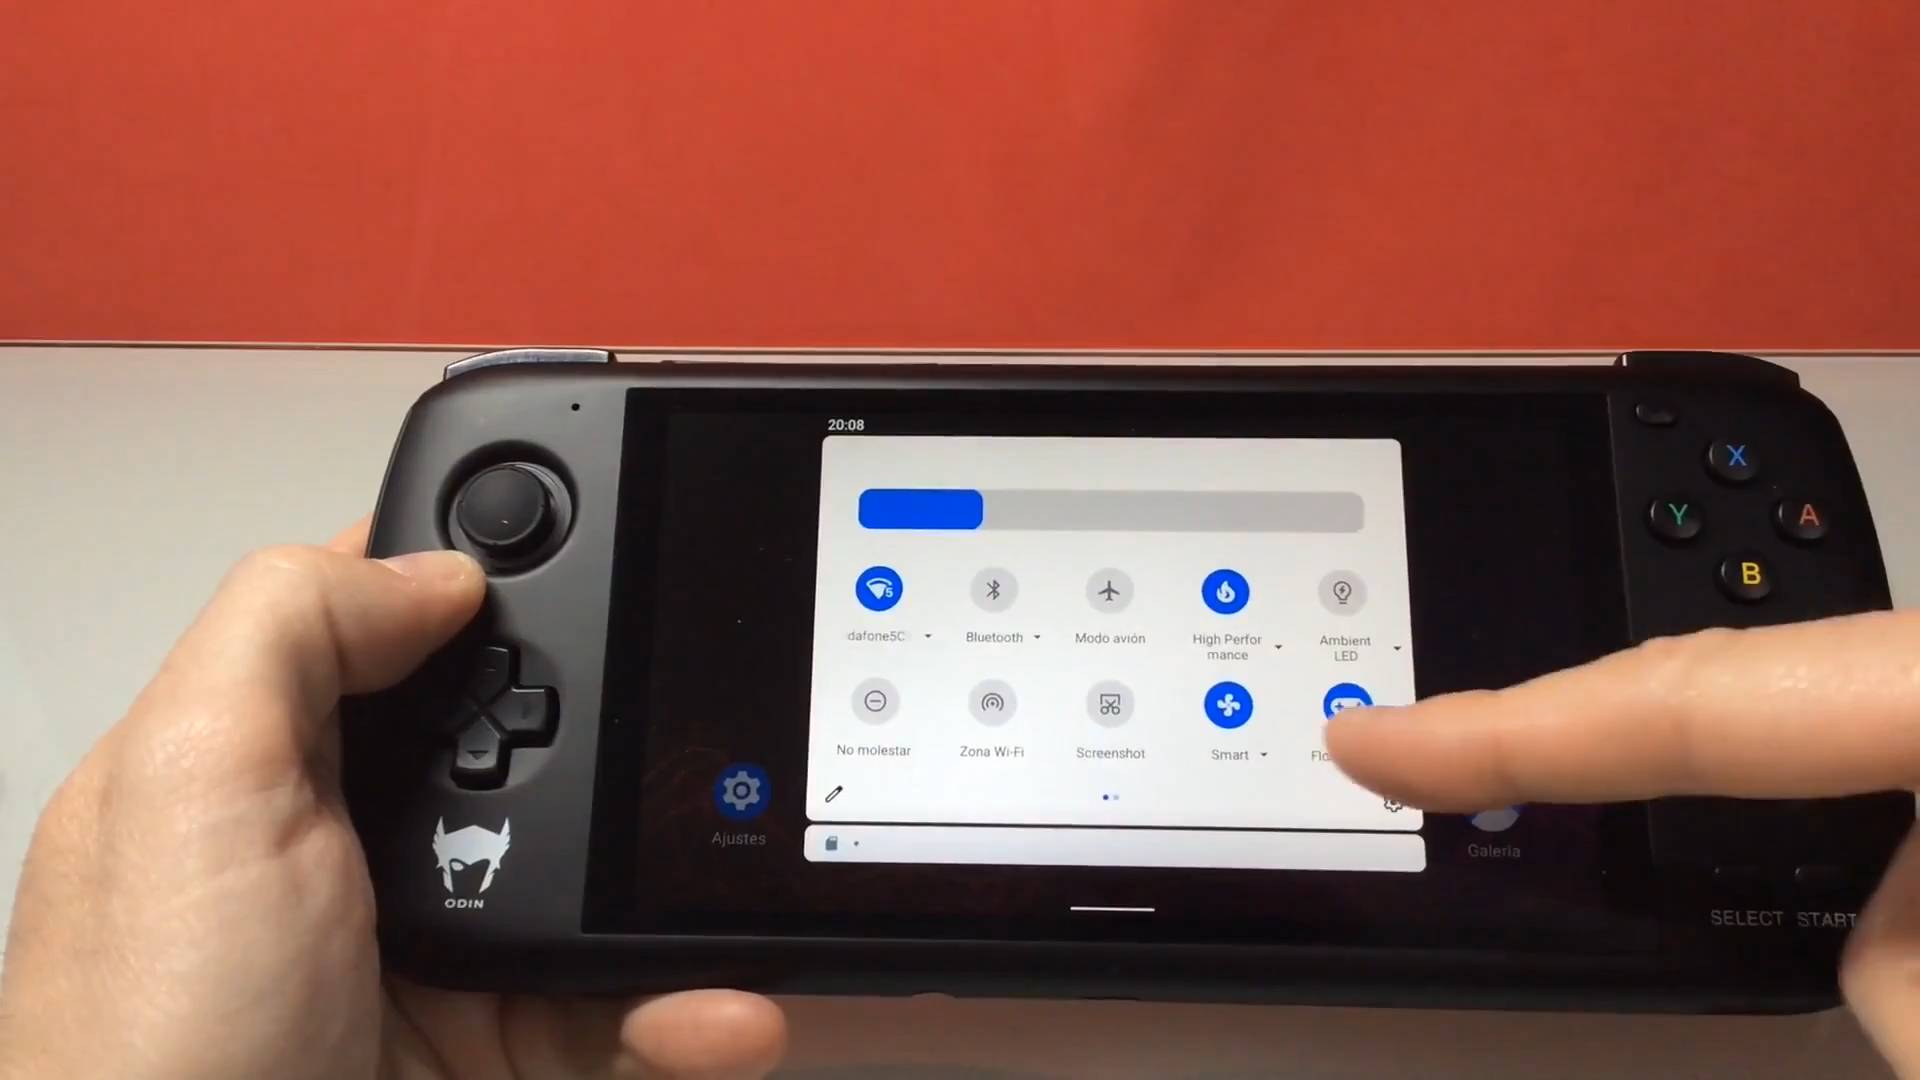 20:08
X
Y
A
B
dafone5C
Bluetooth
Modo avión
High Perfor
mance
Ambient
LED
No molestar
Zona Wi-Fi
Screenshot
Smart
Ajustes
Galería
ODIN
SELECT START